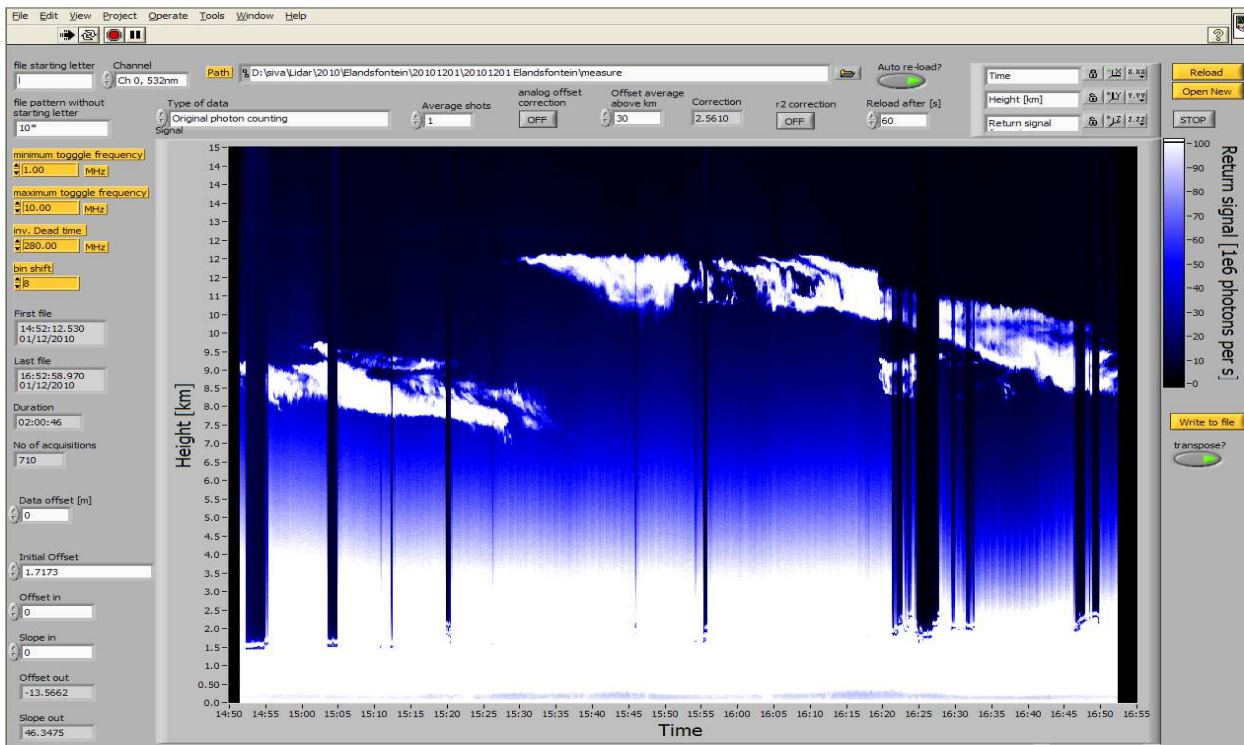 File Edit View Project Operate Tools Window Help
file starting letter
l
Channel
Ch 0, 532nm
Path D:\siva\Lidar\2010\Elandsfontein\20101201\20101201 Elandsfontein\measure
Auto re-load?
file pattern without
starting letter
10*
Type of data
Original photon counting
Signal
Average shots
1
analog offset
correction
OFF
Offset average
above km
30
Correction
2.5610
r2 correction
OFF
Reload after [s]
60
Time
Height [km]
Return signal
Reload
Open New
STOP
minimum togggle frequency
1.00 MHz
maximum togggle frequency
10.00 MHz
inv. Dead time
280.00 MHz
bin shift
8
First file
14:52:12.530
01/12/2010
Last file
16:52:58.970
01/12/2010
Duration
02:00:46
No of acquisitions
710
Data offset [m]
0
Initial Offset
1.7173
Offset in
0
Slope in
0
Offset out
-13.5662
Slope out
46.3475
Height [km]
15
14
14
13
13
12
12
11
11
10
10
9.5
9.0
8.5
8.0
7.5
7.0
6.5
6.0
5.5
5.0
4.5
4.0
3.5
3.0
2.5
2.0
1.5
1.0
0.50
0.0
14:50 14:55 15:00 15:05 15:10 15:15 15:20 15:25 15:30 15:35 15:40 15:45 15:50 15:55 16:00 16:05 16:10 16:15 16:20 16:25 16:30 16:35 16:40 16:45 16:50 16:55
Time
100
90
80
70
60
50
40
30
20
10
0
Return signal [1e6 photons per s]
Write to file
transpose?